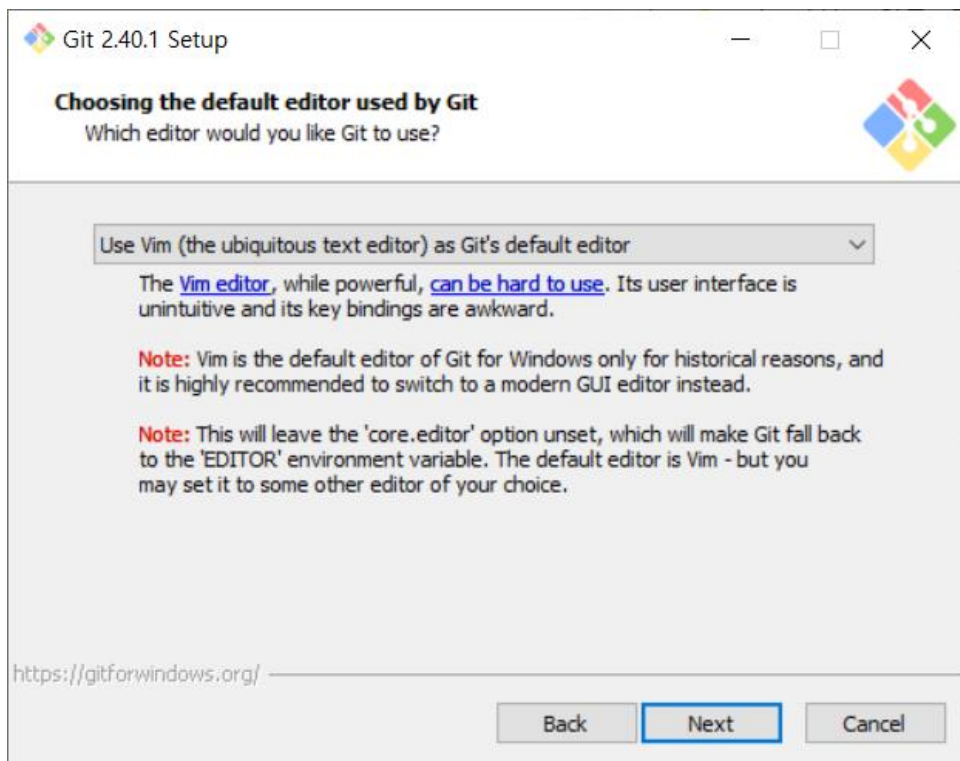 Git 2.40.1 Setup
Choosing the default editor used by Git
Which editor would you like Git to use?
Use Vim (the ubiquitous text editor) as Git's default editor
The Vim editor, while powerful, can be hard to use. Its user interface is
unintuitive and its key bindings are awkward.
Note: Vim is the default editor of Git for Windows only for historical reasons, and
it is highly recommended to switch to a modern GUI editor instead.
Note: This will leave the 'core.editor' option unset, which will make Git fall back
to the 'EDITOR' environment variable. The default editor is Vim - but you
may set it to some other editor of your choice.
https://gitforwindows.org/
Back Next Cancel